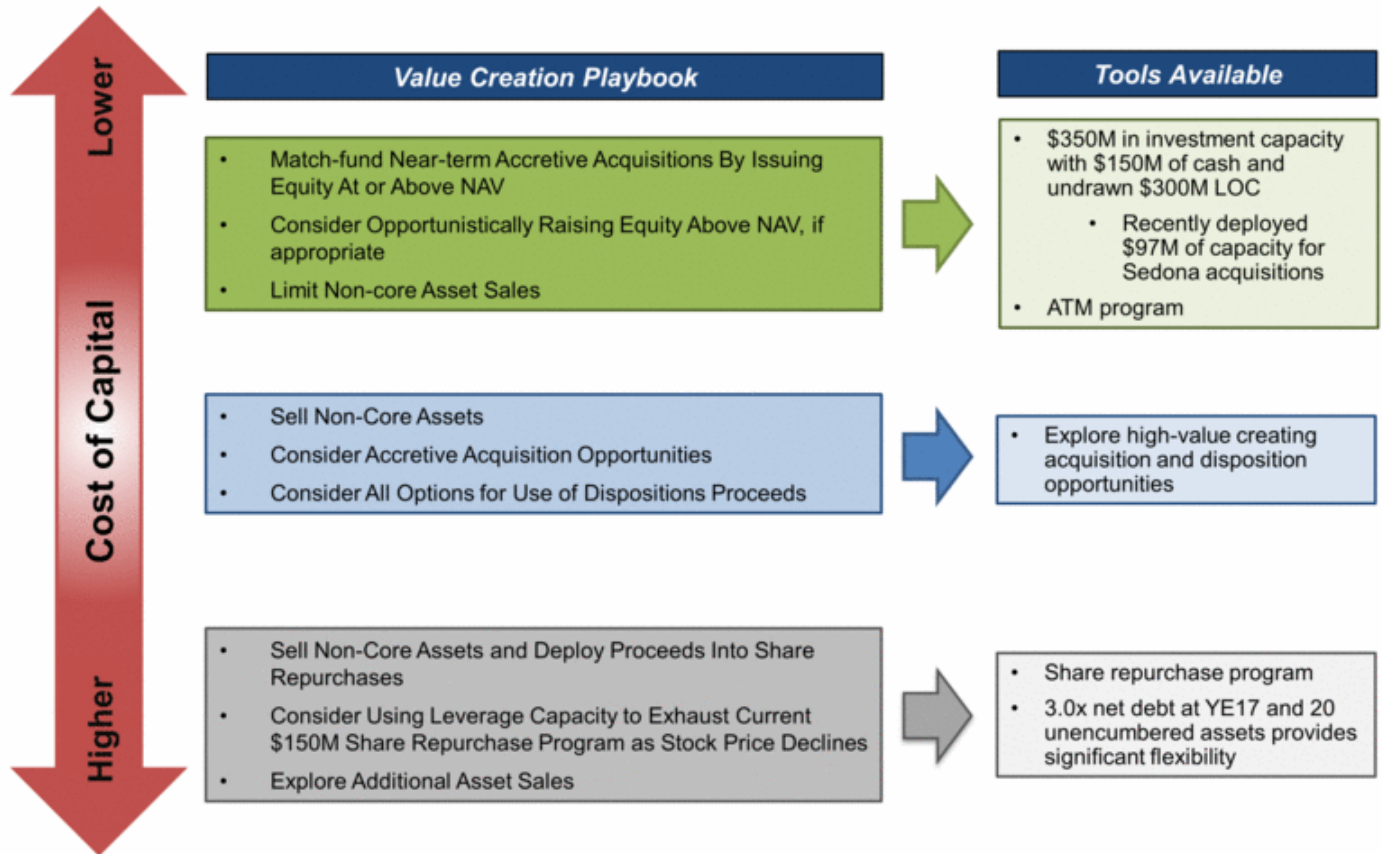 Lower
Cost of Capital
Higher
Value Creation Playbook
Tools Available
• Match-fund Near-term Accretive Acquisitions By Issuing
Equity At or Above NAV
• Consider Opportunistically Raising Equity Above NAV, if
appropriate
• Limit Non-core Asset Sales
• $350M in investment capacity
with $150M of cash and
undrawn $300M LOC
• Recently deployed
$97M of capacity for
Sedona acquisitions
• ATM program
• Sell Non-Core Assets
• Consider Accretive Acquisition Opportunities
• Consider All Options for Use of Dispositions Proceeds
• Explore high-value creating
acquisition and disposition
opportunities
• Sell Non-Core Assets and Deploy Proceeds Into Share
Repurchases
• Consider Using Leverage Capacity to Exhaust Current
$150M Share Repurchase Program as Stock Price Declines
• Explore Additional Asset Sales
• Share repurchase program
• 3.0x net debt at YE17 and 20
unencumbered assets provides
significant flexibility